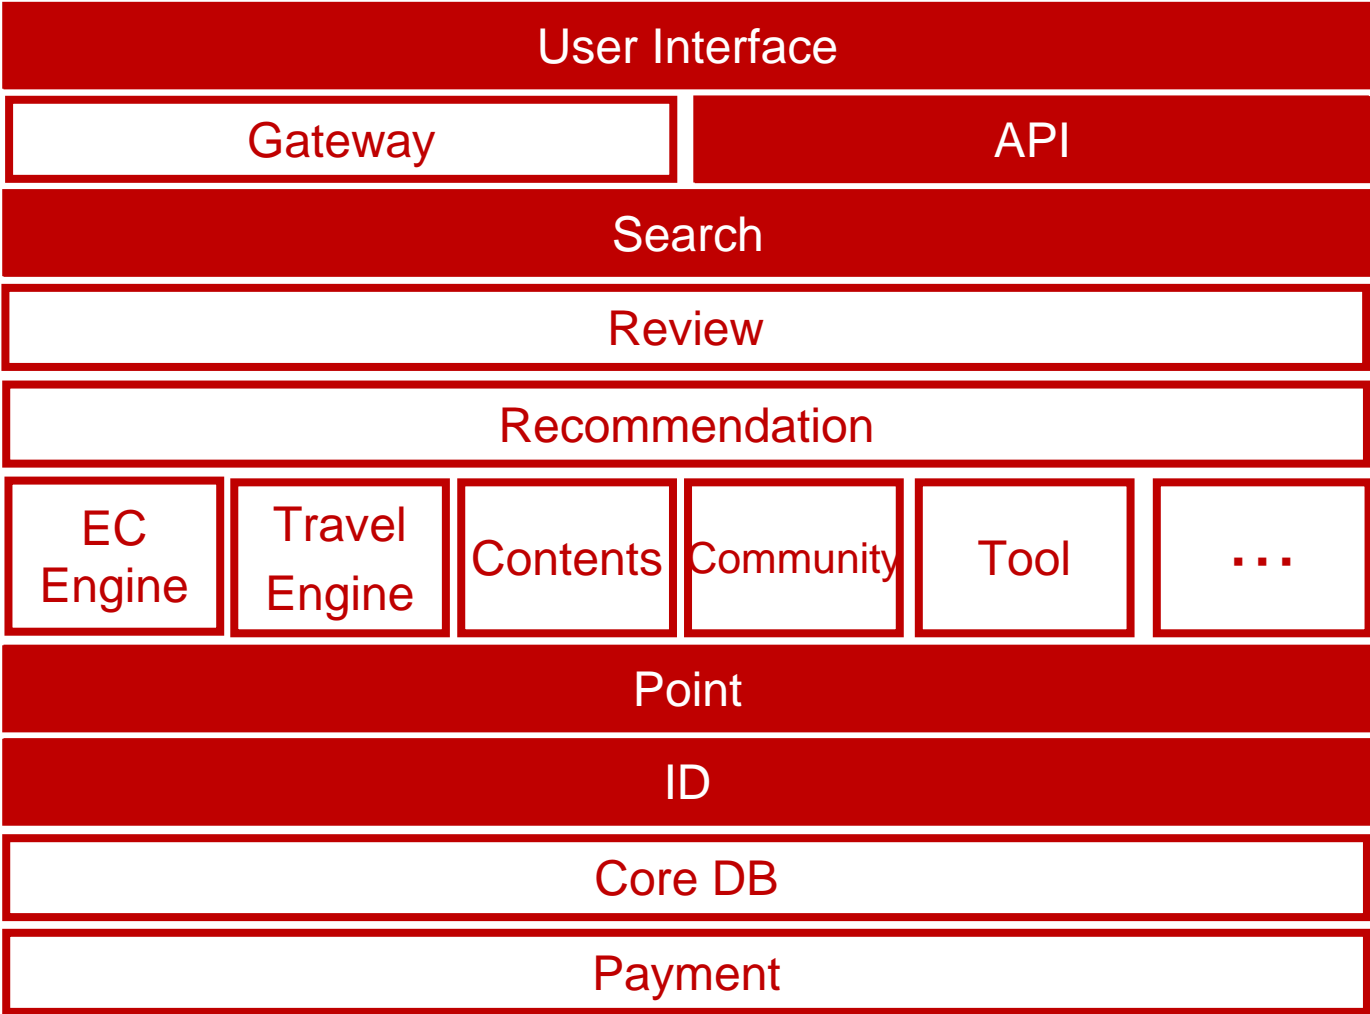 User Interface
Gateway
API
Search
Review
Recommendation
EC
Engine
Travel
Engine
Contents
Community
Tool
...
Point
ID
Core DB
Payment